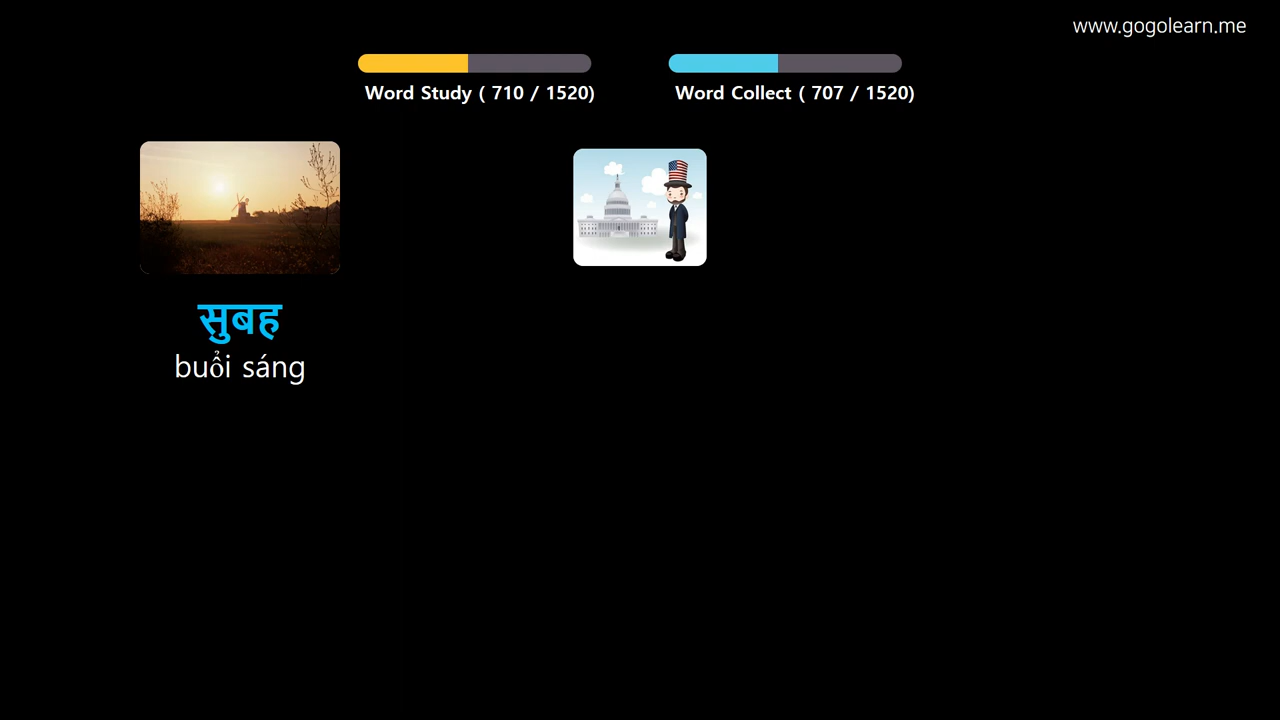 www.gogolearn.me
Word Study ( 710 / 1520)
Word Collect ( 707 / 1520)
सुबह
buổi sáng